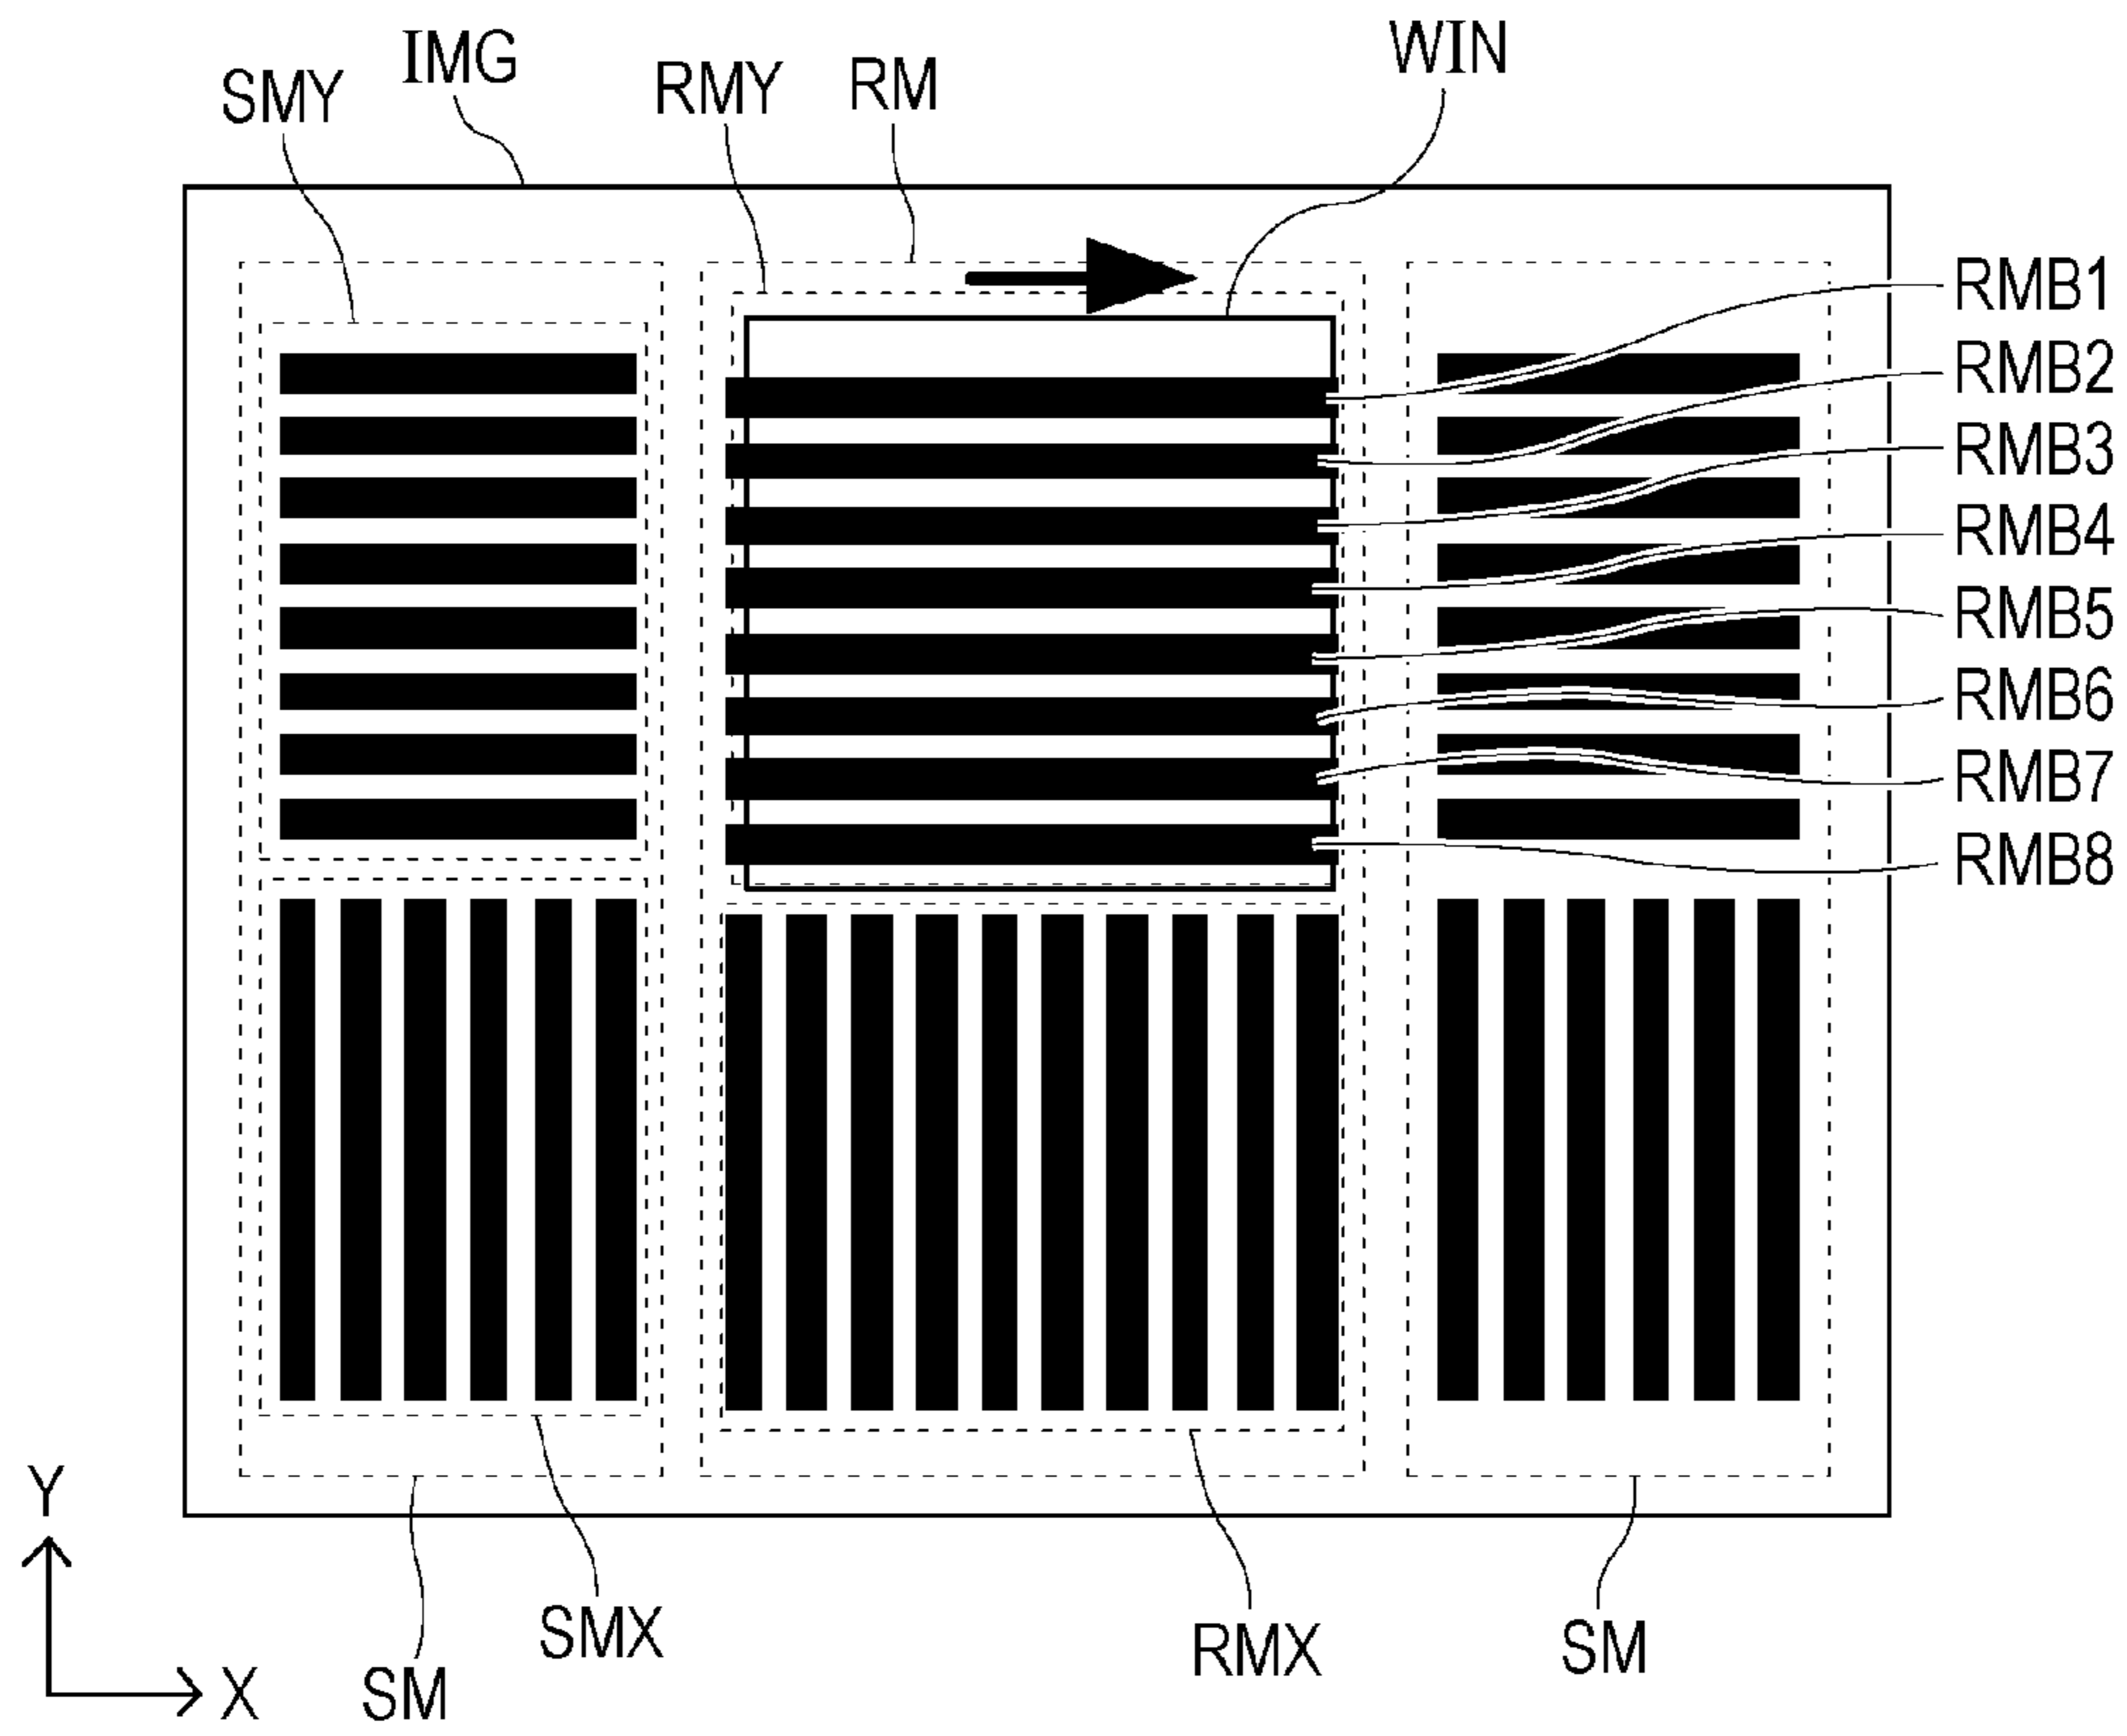 WIN
IMG
RM
RMY
SMY
RMB1
RMB2
RMB3
RMB4
RMB5
RMB6
RMB7
RMB8
Y
X
SM
SMX
RMX
SM